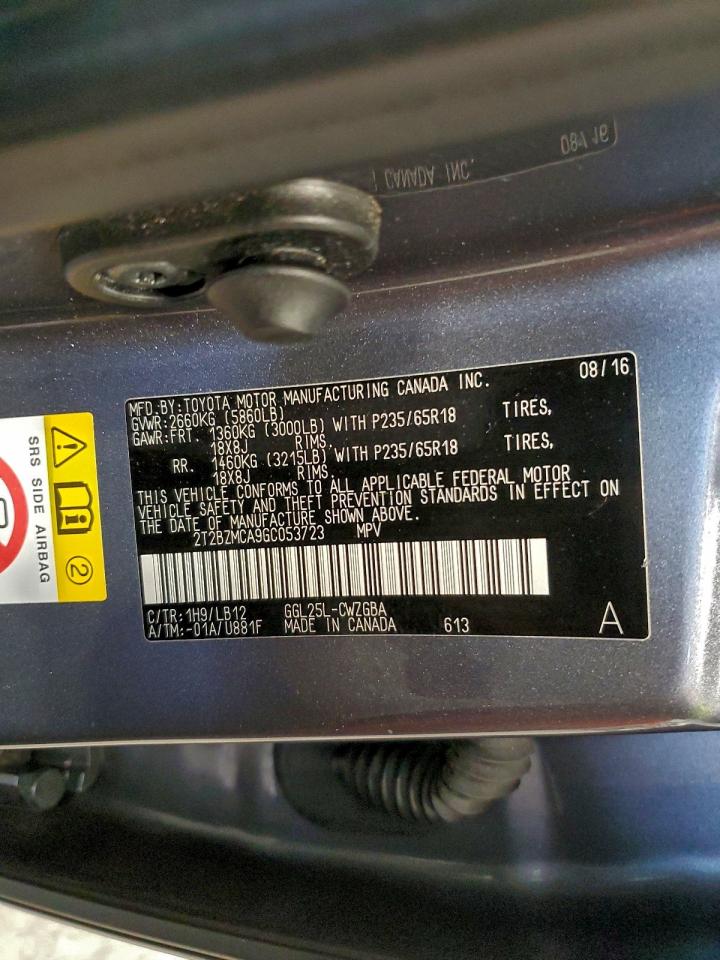 CANADA INC.
08/16
MFD.BY:TOYOTA MOTOR MANUFACTURING CANADA INC. 08/16
GVWR:2660KG (5860LB)
GAWR:FRT. 1360KG (3000LB) WITH P235/65R18 TIRES,
18X8J RIMS.
RR. 1460KG (3215LB) WITH P235/65R18 TIRES,
18X8J RIMS.
THIS VEHICLE CONFORMS TO ALL APPLICABLE FEDERAL MOTOR
VEHICLE SAFETY AND THEFT PREVENTION STANDARDS IN EFFECT ON
THE DATE OF MANUFACTURE SHOWN ABOVE.
2T2BZMCA9GC053723 MPV
C/TR:1H9/LB12 GGL25L-CWZGBA
A/TM:-01A/U881F MADE IN CANADA 613 A
SRS SIDE AIRBAG
2